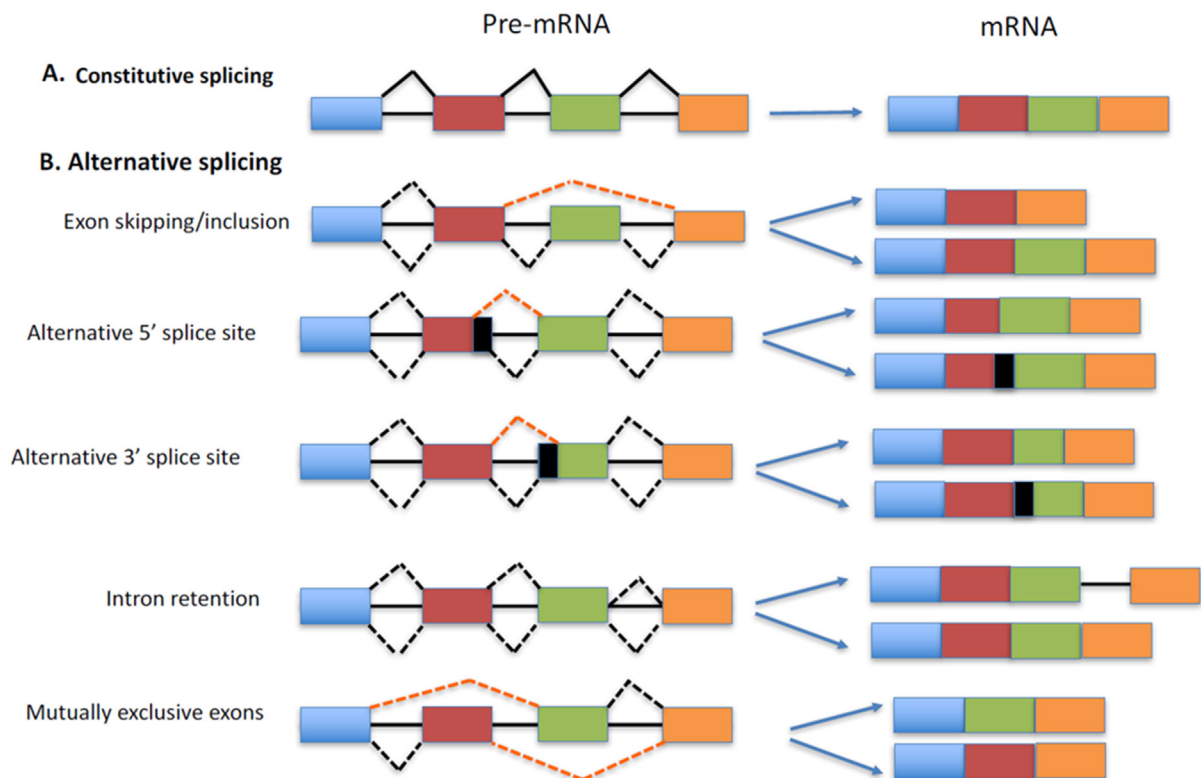 Pre-mRNA
mRNA
A. Constitutive splicing
B. Alternative splicing
Exon skipping/inclusion
Alternative 5’ splice site
Alternative 3’ splice site
Intron retention
Mutually exclusive exons